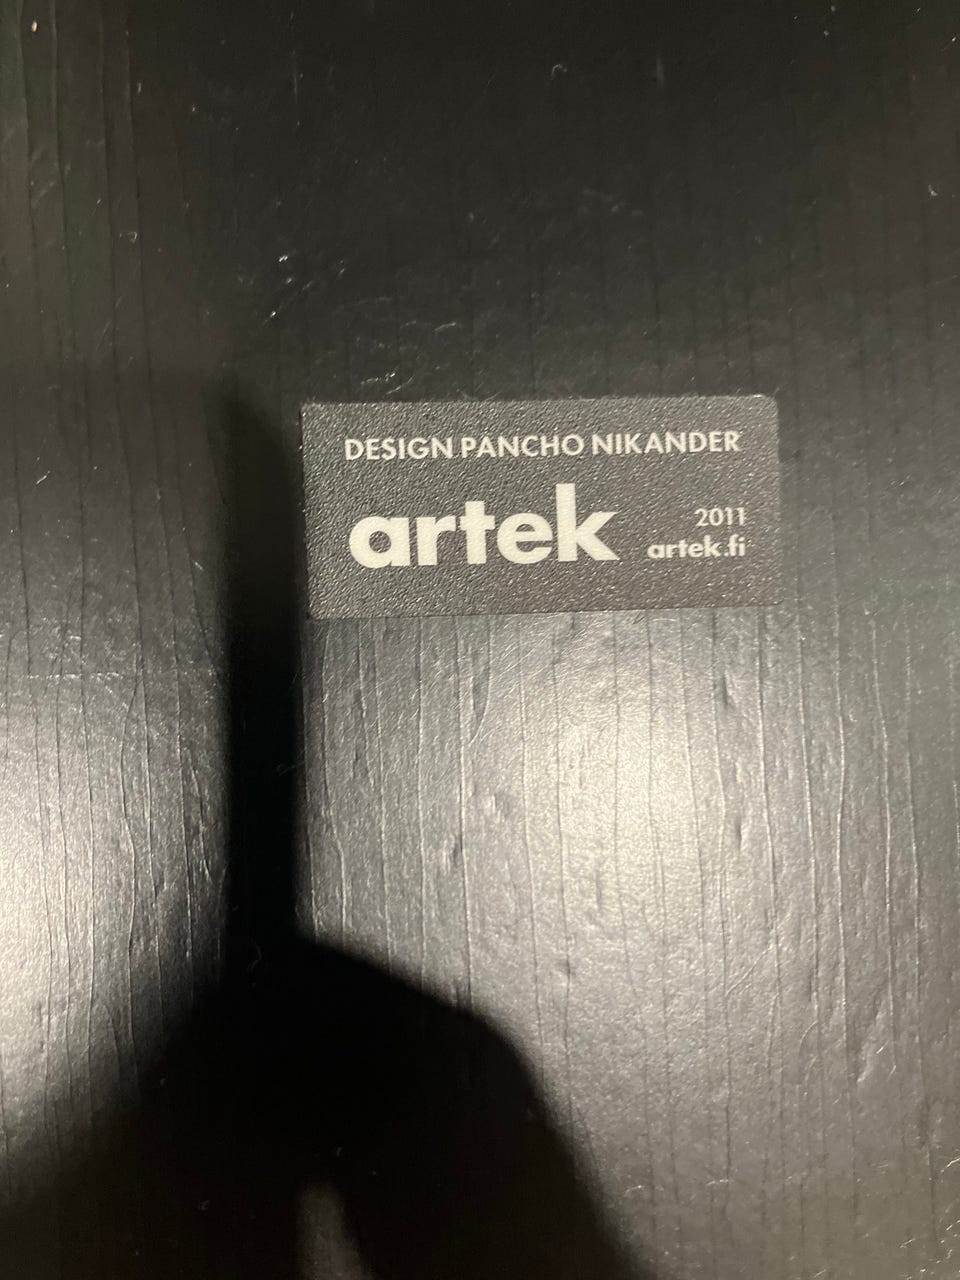 DESIGN PANCHO NIKANDER
artek
2011
artek.fi